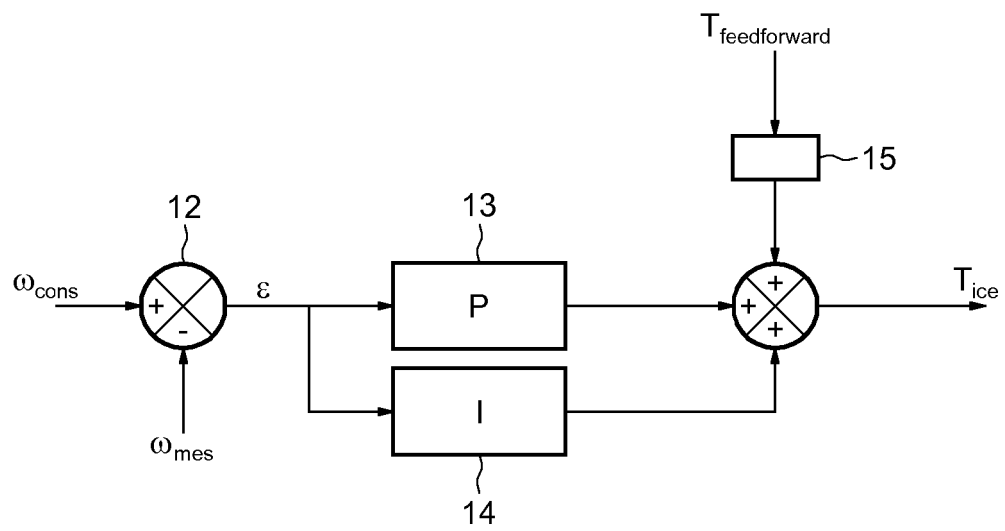 T_feedforward
15
12
13
ω_cons
+
-
ε
P
+
+
+
T_ice
ω_mes
I
14